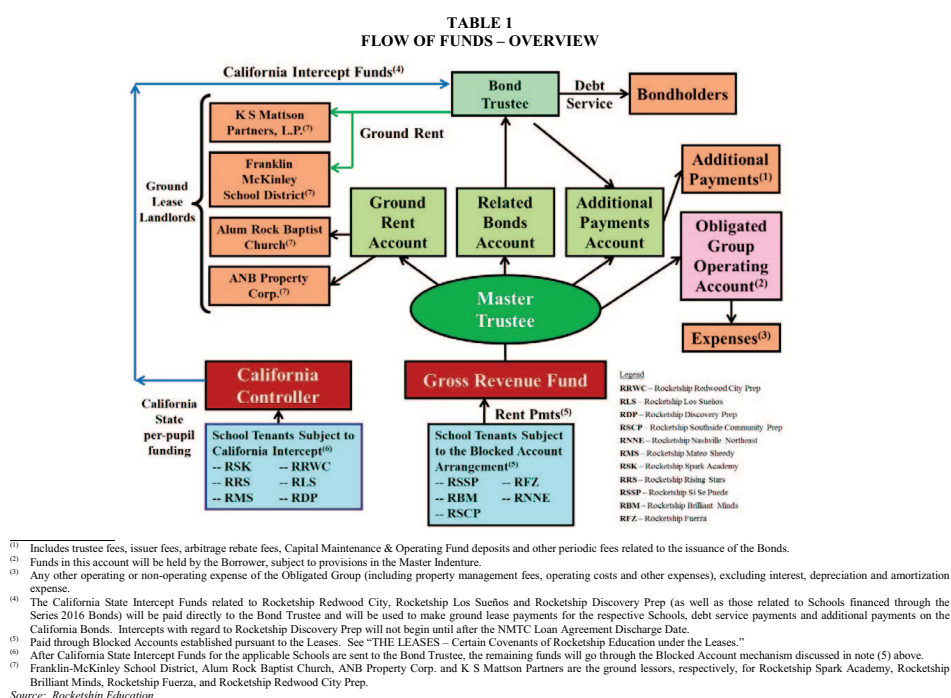 TABLE 1
FLOW OF FUNDS – OVERVIEW
California Intercept Funds(4)
Bond
Trustee
Debt
Service
Bondholders
K S Mattson
Partners, L.P.(7)
Ground Rent
Franklin
McKinley
School District(7)
Ground
Lease
Landlords
Alum Rock Baptist
Church(7)
ANB Property
Corp.(7)
Ground
Rent
Account
Related
Bonds
Account
Additional
Payments
Account
Additional
Payments(1)
Obligated
Group
Operating
Account(2)
Expenses(3)
Master
Trustee
California
Controller
Gross Revenue Fund
California
State
per-pupil
funding
Rent Pmts(5)
School Tenants Subject to
California Intercept(6)
-- RSK -- RRWC
-- RRS -- RLS
-- RMS -- RDP
School Tenants Subject
to the Blocked Account
Arrangement(5)
-- RSSP -- RFZ
-- RBM -- RNNE
-- RSCP
Legend
RRWC – Rocketship Redwood City Prep
RLS – Rocketship Los Sueños
RDP – Rocketship Discovery Prep
RSCP – Rocketship Southside Community Prep
RNNE – Rocketship Nashville Northeast
RMS – Rocketship Mateo Sheedy
RSK – Rocketship Spark Academy
RRS – Rocketship Rising Stars
RSSP – Rocketship Sí Se Puede
RBM – Rocketship Brilliant Minds
RFZ – Rocketship Fuerza
(1) Includes trustee fees, issuer fees, arbitrage rebate fees, Capital Maintenance & Operating Fund deposits and other periodic fees related to the issuance of the Bonds.
(2) Funds in this account will be held by the Borrower, subject to provisions in the Master Indenture.
(3) Any other operating or non-operating expense of the Obligated Group (including property management fees, operating costs and other expenses), excluding interest, depreciation and amortization
expense.
(4) The California State Intercept Funds related to Rocketship Redwood City, Rocketship Los Sueños and Rocketship Discovery Prep (as well as those related to Schools financed through the
Series 2016 Bonds) will be paid directly to the Bond Trustee and will be used to make ground lease payments for the respective Schools, debt service payments and additional payments on the
California Bonds. Intercepts with regard to Rocketship Discovery Prep will not begin until after the NMTC Loan Agreement Discharge Date.
(5) Paid through Blocked Accounts established pursuant to the Leases. See “THE LEASES – Certain Covenants of Rocketship Education under the Leases.”
(6) After California State Intercept Funds for the applicable Schools are sent to the Bond Trustee, the remaining funds will go through the Blocked Account mechanism discussed in note (5) above.
(7) Franklin-McKinley School District, Alum Rock Baptist Church, ANB Property Corp. and K S Mattson Partners are the ground lessors, respectively, for Rocketship Spark Academy, Rocketship
Brilliant Minds, Rocketship Fuerza, and Rocketship Redwood City Prep.
Source: Rocketship Education